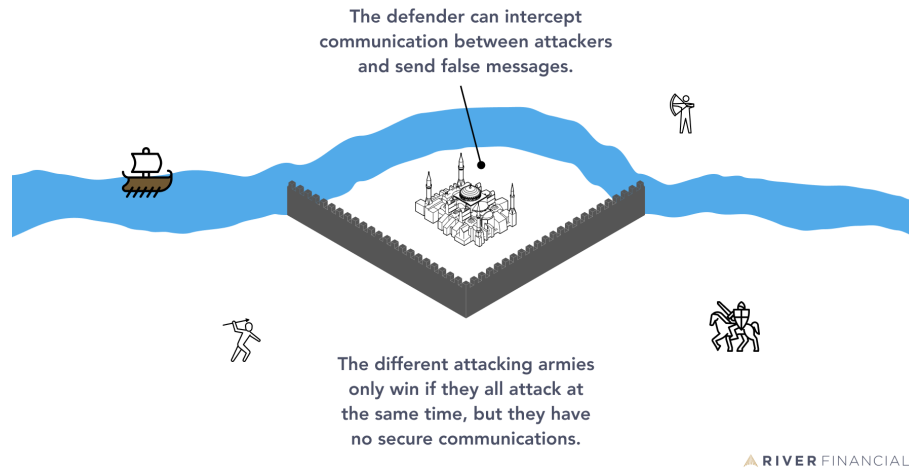 The defender can intercept
communication between attackers
and send false messages.
The different attacking armies
only win if they all attack at
the same time, but they have
no secure communications.
RIVER FINANCIAL